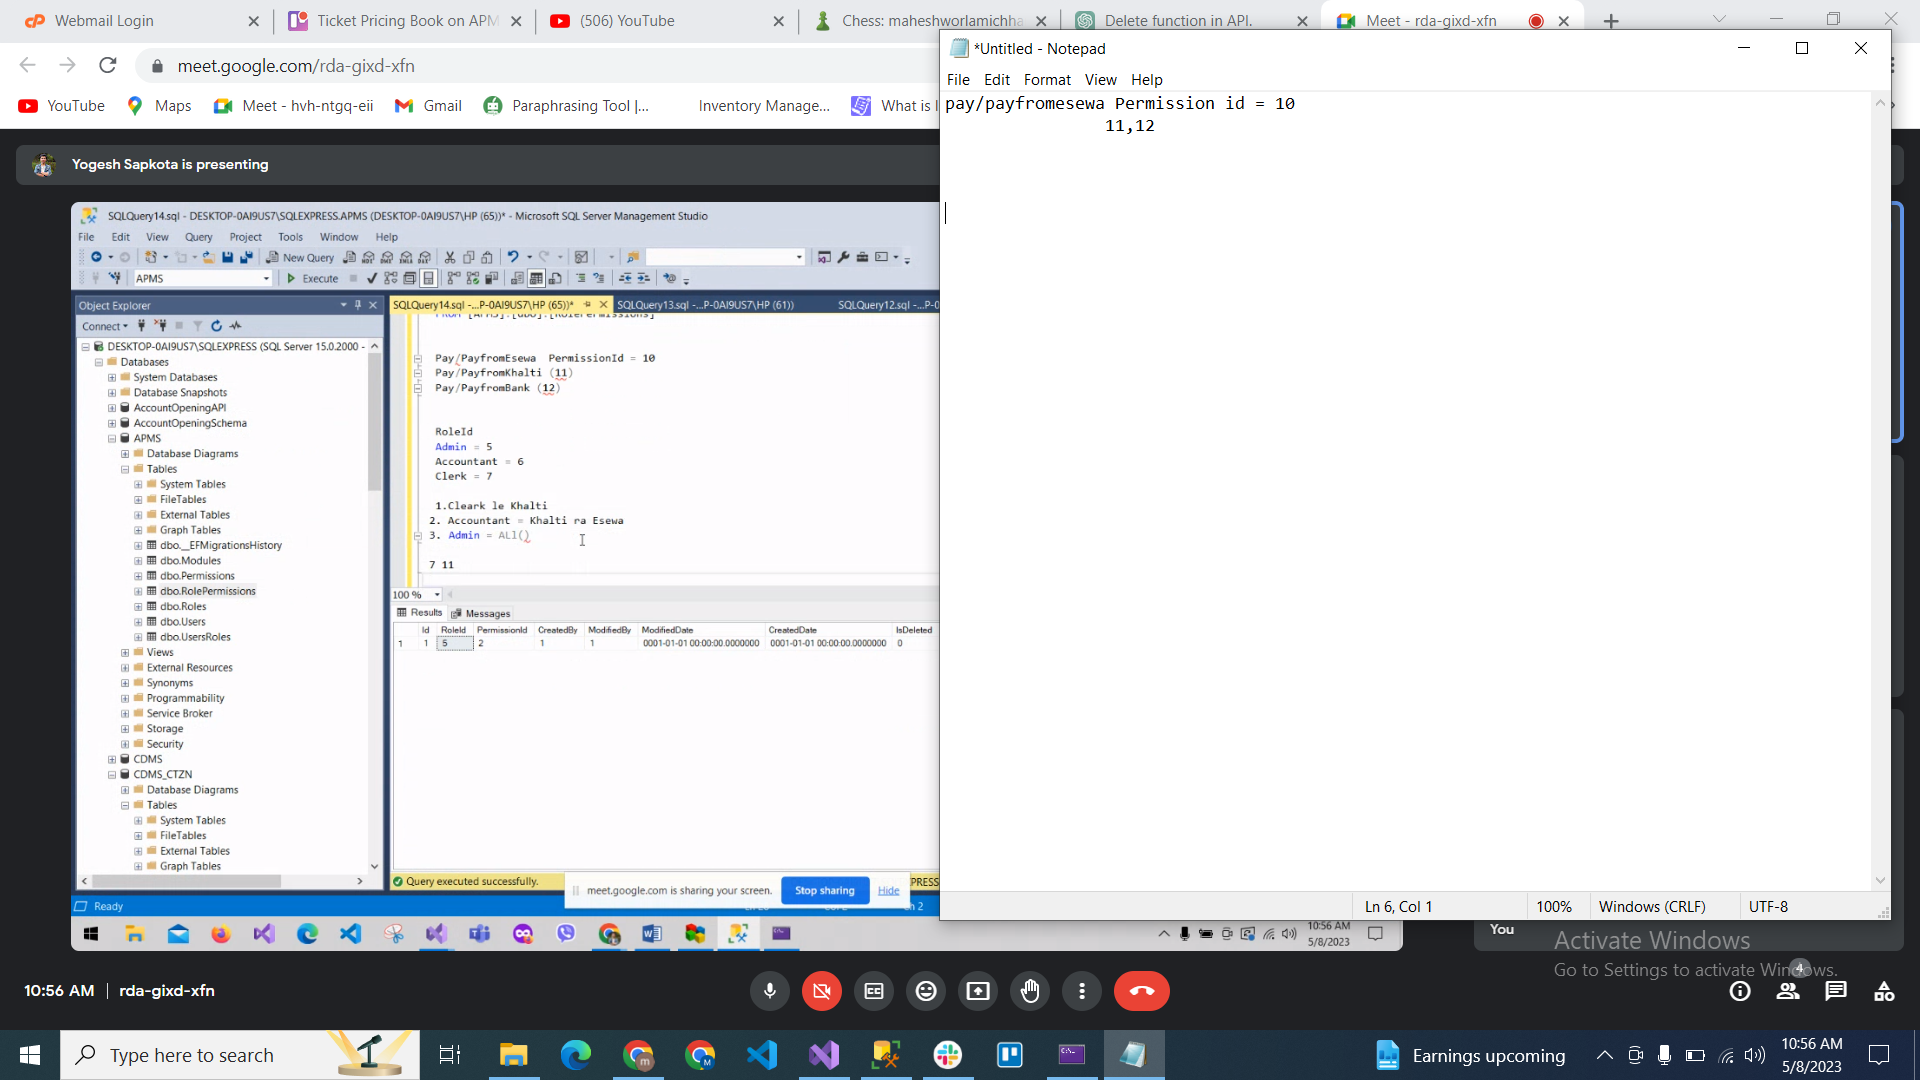 Webmail Login
Ticket Pricing Book on APM
(506) YouTube
Chess: maheshworlamichha
Delete function in API.
Meet - rda-gixd-xfn
meet.google.com/rda-gixd-xfn
YouTube
Maps
Meet - hvh-ntgq-eii
Gmail
Paraphrasing Tool |...
Inventory Manage...
What is
*Untitled - Notepad
File Edit Format View Help
pay/payfromesewa Permission id = 10
11,12
Yogesh Sapkota is presenting
SQLQuery14.sql - DESKTOP-0AI9US7\SQLEXPRESS.APMS (DESKTOP-0AI9US7\HP (65))* - Microsoft SQL Server Management Studio
File Edit View Query Project Tools Window Help
New Query
APMS
Execute
Object Explorer
SQLQuery14.sql -...P-0AI9US7\HP (65))*
SQLQuery13.sql -...P-0AI9US7\HP (61))
SQLQuery12.sql -...P-0
Connect
DESKTOP-0AI9US7\SQLEXPRESS (SQL Server 15.0.2000 -
Databases
System Databases
Database Snapshots
AccountOpeningAPI
AccountOpeningSchema
APMS
Database Diagrams
Tables
System Tables
FileTables
External Tables
Graph Tables
dbo.__EFMigrationsHistory
dbo.Modules
dbo.Permissions
dbo.RolePermissions
dbo.Roles
dbo.Users
dbo.UsersRoles
Views
External Resources
Synonyms
Programmability
Service Broker
Storage
Security
CDMS
CDMS_CTZN
Database Diagrams
Tables
System Tables
FileTables
External Tables
Graph Tables
FROM [APMS].[dbo].[RolePermissions]
Pay/PayfromEsewa PermissionId = 10
Pay/PayfromKhalti (11)
Pay/PayfromBank (12)
RoleId
Admin = 5
Accountant = 6
Clerk = 7
1.Cleark le Khalti
2. Accountant = Khalti ra Esewa
3. Admin = ALl()
7 11
100 %
Results Messages
Id RoleId PermissionId CreatedBy ModifiedBy ModifiedDate CreatedDate IsDeleted
1 1 5 2 1 1 0001-01-01 00:00:00.0000000 0001-01-01 00:00:00.0000000 0
Query executed successfully.
meet.google.com is sharing your screen.
Stop sharing
Hide
PRESS
Ready
10:56 AM
5/8/2023
Ln 6, Col 1
100%
Windows (CRLF)
UTF-8
You
Activate Windows
Go to Settings to activate Windows.
4
10:56 AM | rda-gixd-xfn
Type here to search
Earnings upcoming
10:56 AM
5/8/2023